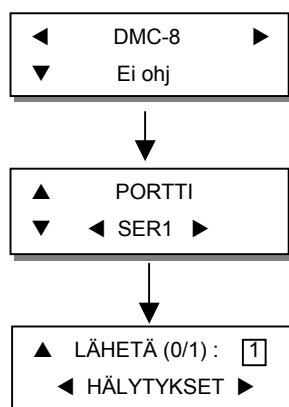 ◄ DMC-8 ►
▼ Ei ohj
▲ PORTTI
▼ ◄ SER1 ►
▲ LÄHETÄ (0/1) : 1
◄ HÄLYTYKSET ►